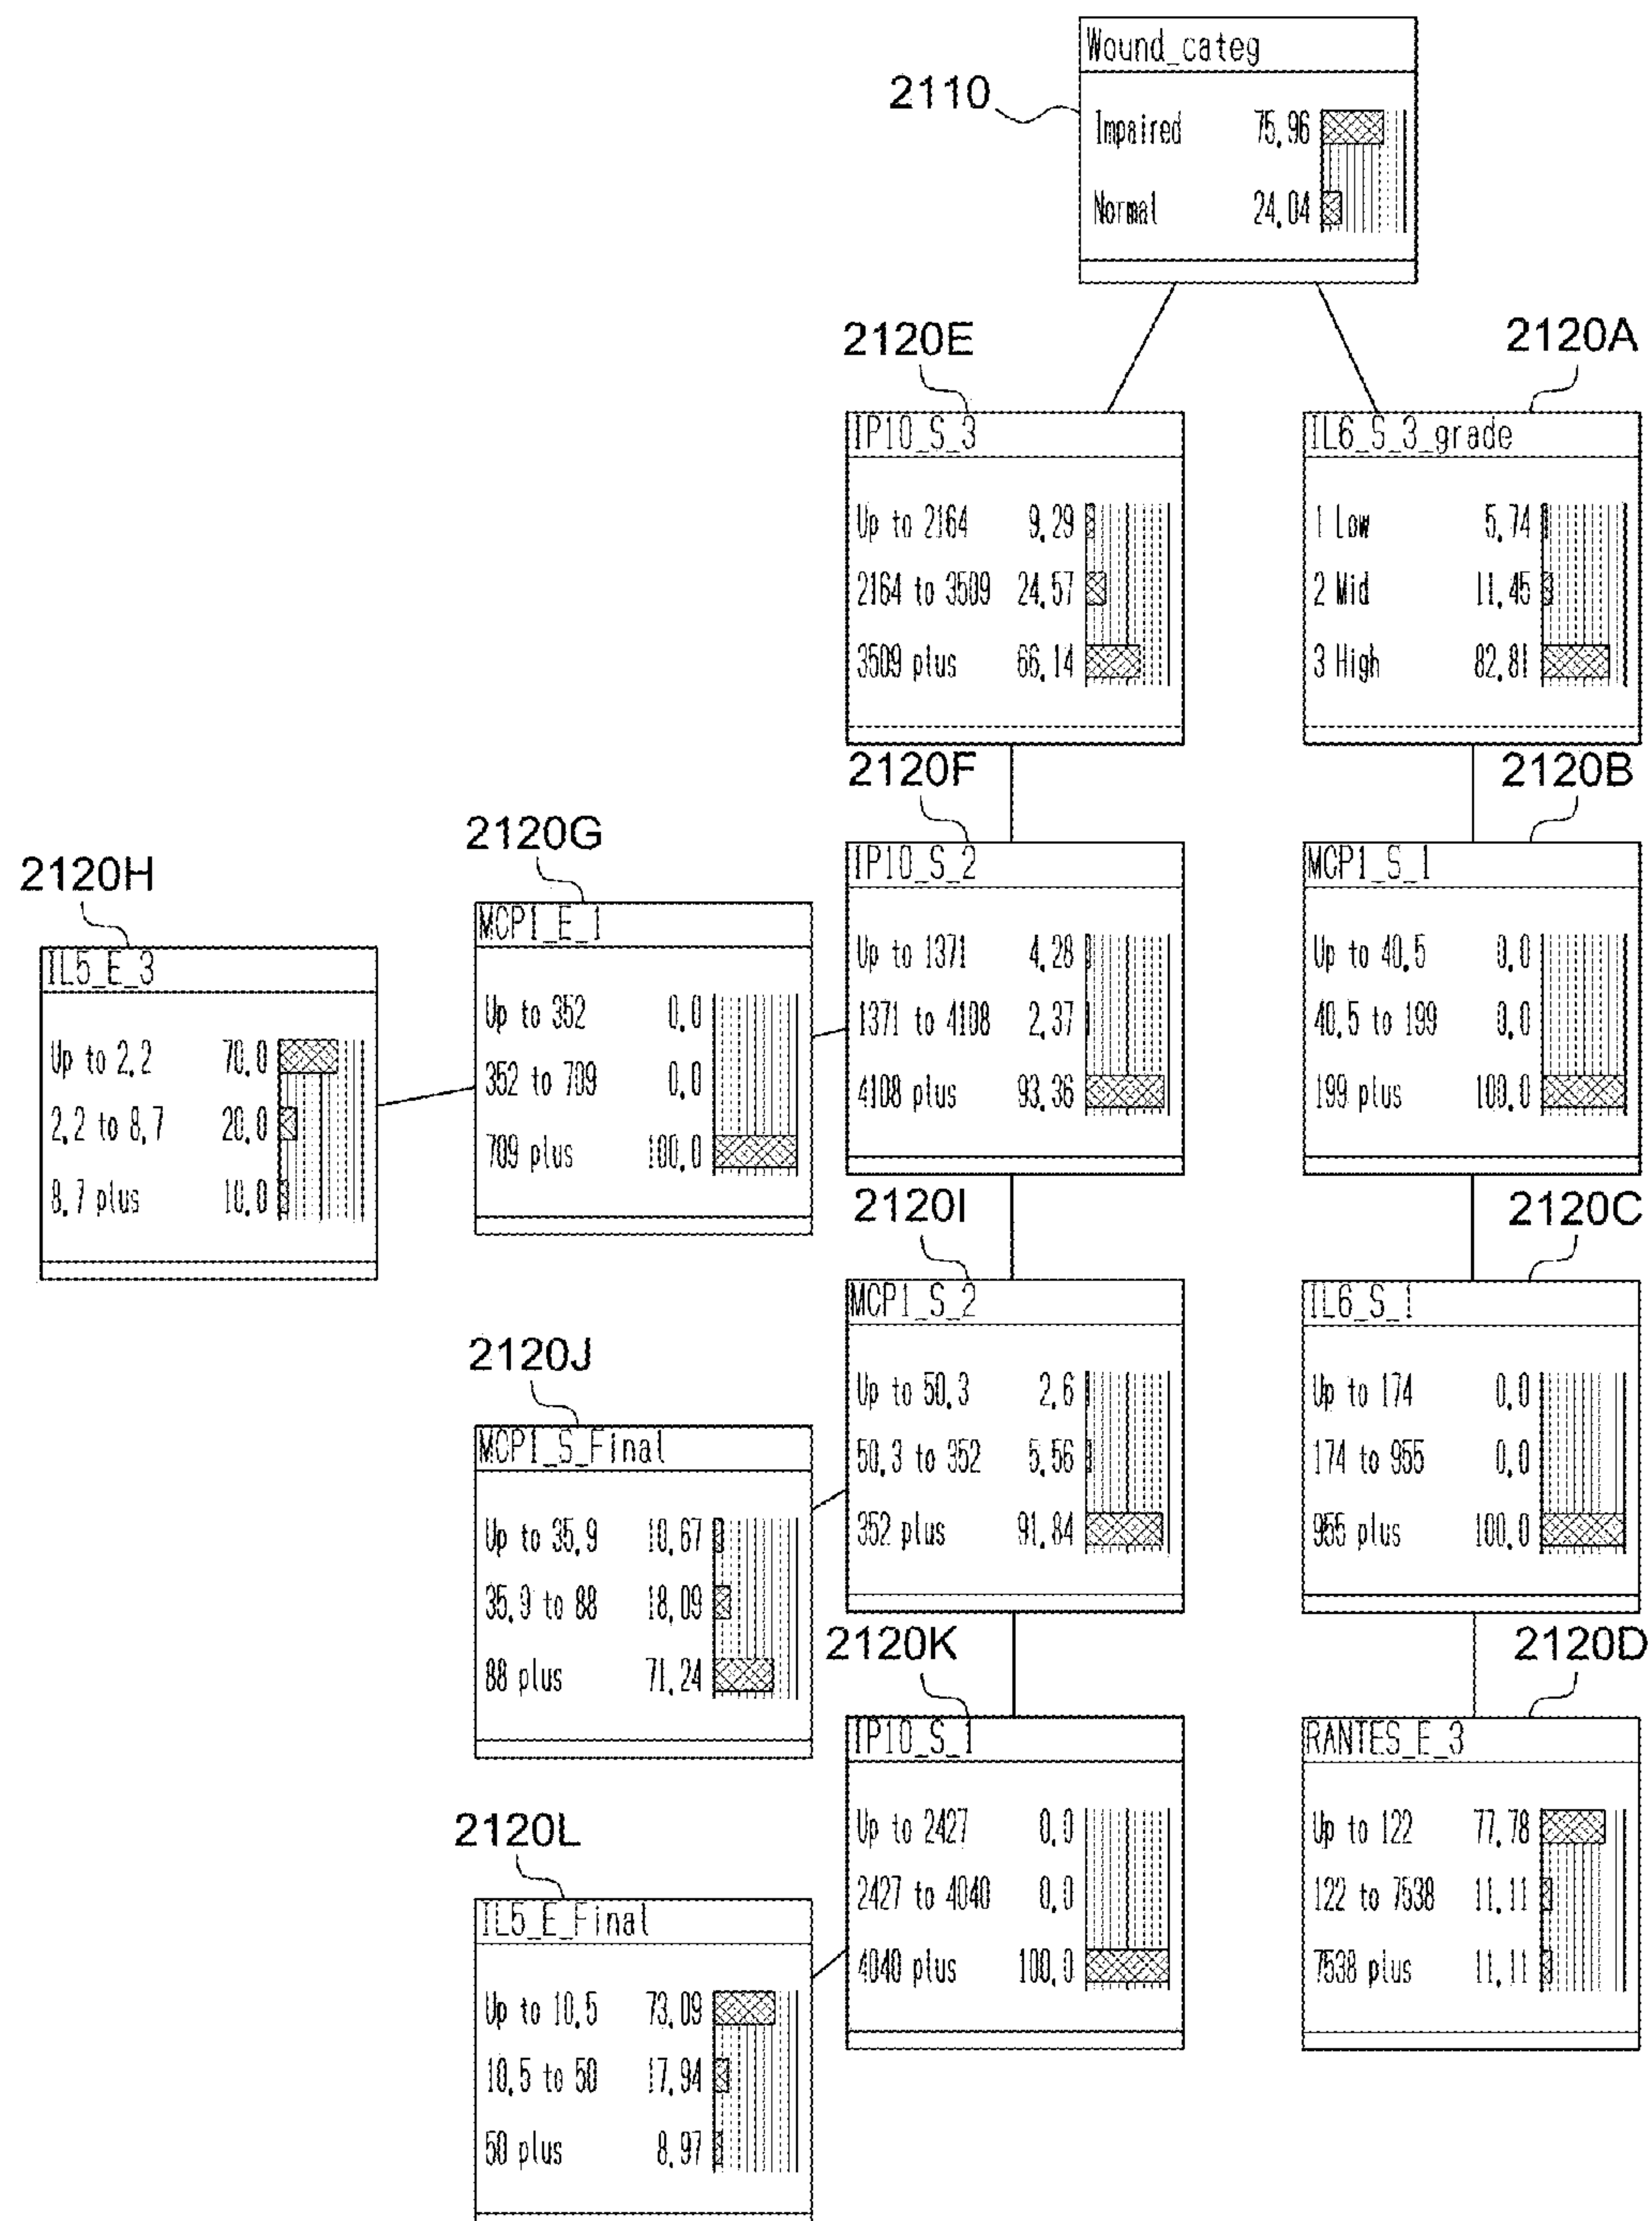 Wound_categ
2110
Impaired 75.96
Normal 24.04
2120E
IP10_S_3
Up to 2164 9.29
2164 to 3509 24.57
3509 plus 66.14
2120A
IL6_S_3_grade
1 Low 5.74
2 Mid 11.45
3 High 82.81
2120F
IP10_S_2
Up to 1371 4.28
1371 to 4108 2.37
4108 plus 93.36
2120B
MCP1_S_1
Up to 40.5 0.0
40.5 to 199 0.0
199 plus 100.0
2120G
MCP1_E_1
Up to 352 0.0
352 to 709 0.0
709 plus 100.0
2120H
IL5_E_3
Up to 2.2 70.0
2.2 to 8.7 20.0
8.7 plus 10.0
2120I
MCP1_S_2
Up to 50.3 2.6
50.3 to 352 5.56
352 plus 91.84
2120C
IL6_S_1
Up to 174 0.0
174 to 955 0.0
955 plus 100.0
2120J
MCP1_S_Final
Up to 35.9 10.67
35.9 to 88 18.09
88 plus 71.24
2120K
IP10_S_1
Up to 2427 0.0
2427 to 4040 0.0
4040 plus 100.0
2120D
RANTES_E_3
Up to 122 77.78
122 to 7538 11.11
7538 plus 11.11
2120L
IL5_E_Final
Up to 10.5 73.09
10.5 to 50 17.94
50 plus 8.97